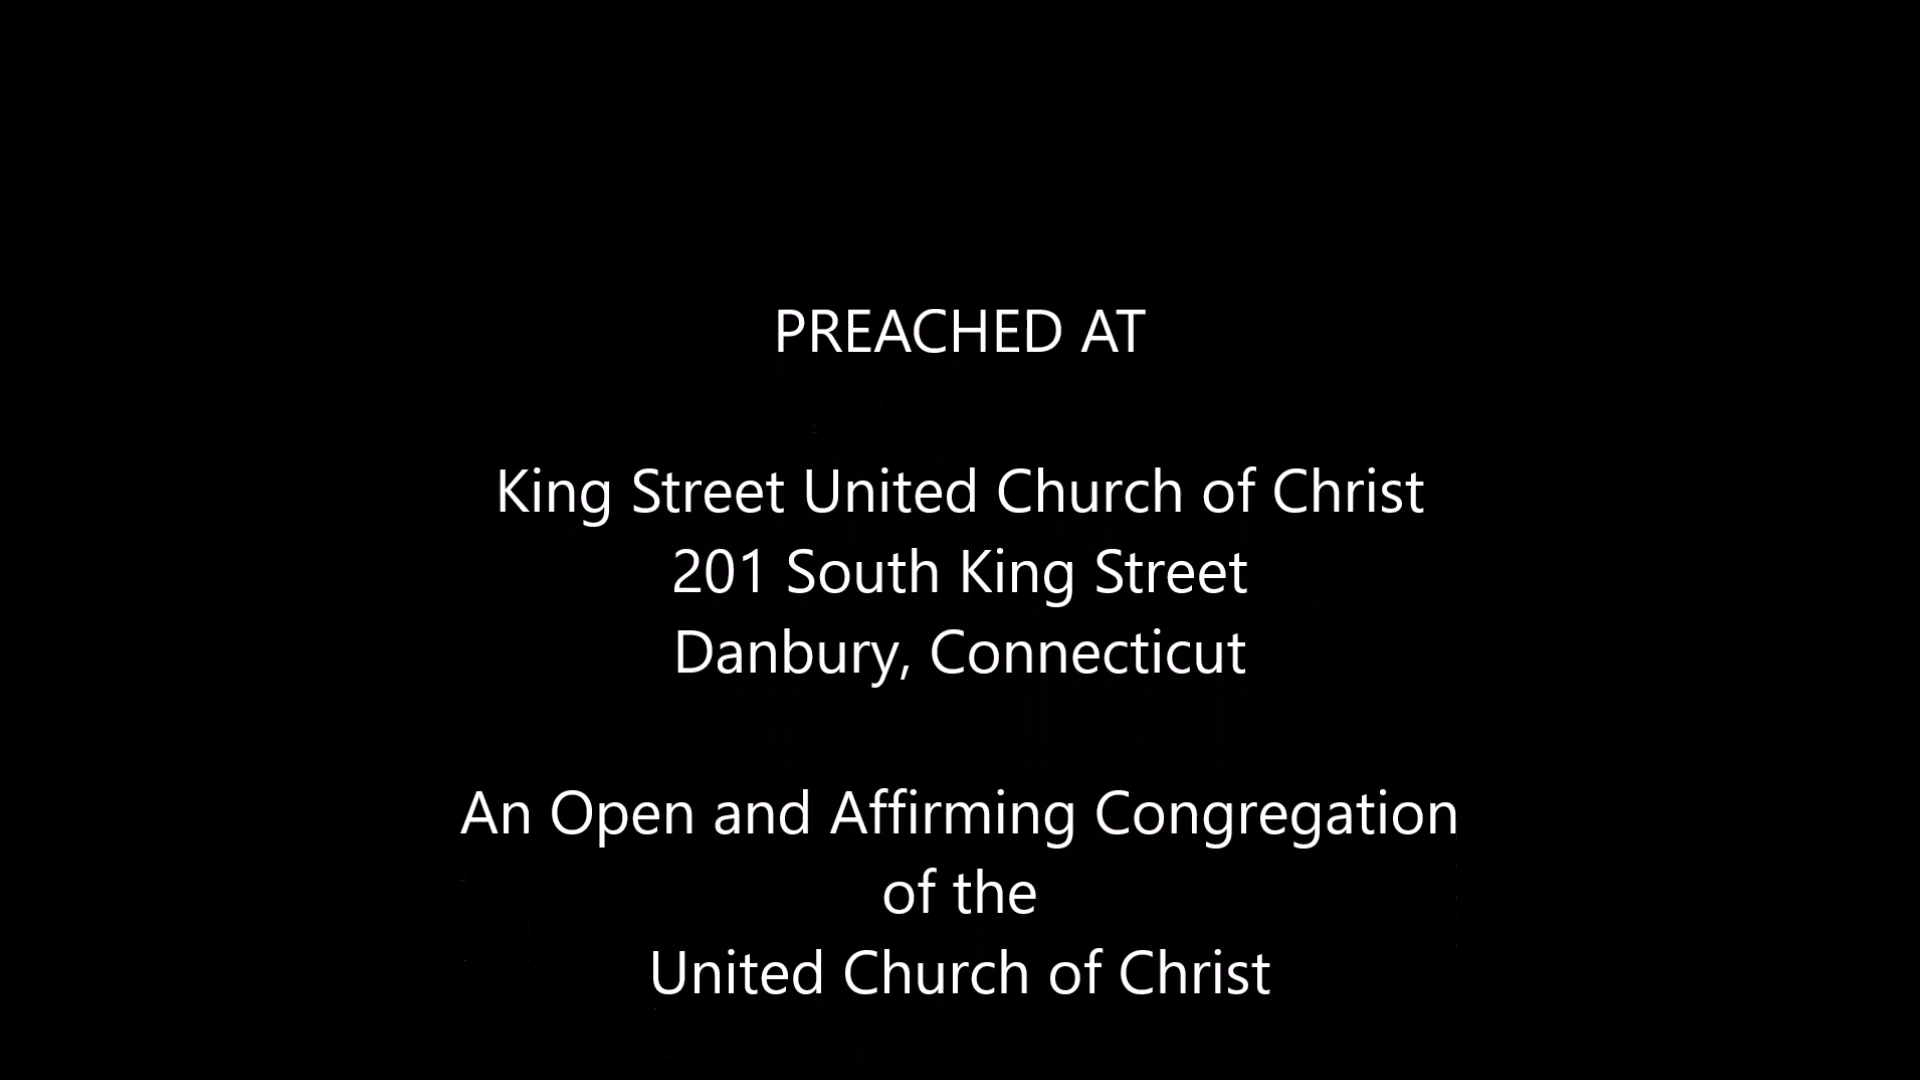 PREACHED AT
King Street United Church of Christ
201 South King Street
Danbury, Connecticut
An Open and Affirming Congregation
of the
United Church of Christ